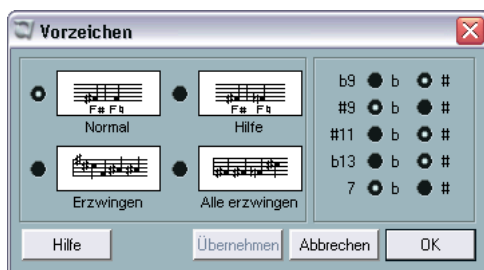 Vorzeichen
F# F♮
Normal
F# F♮
Hilfe
Erzwingen
Alle erzwingen
b9 b #
#9 b #
#11 b #
b13 b #
7 b #
Hilfe
Übernehmen
Abbrechen
OK